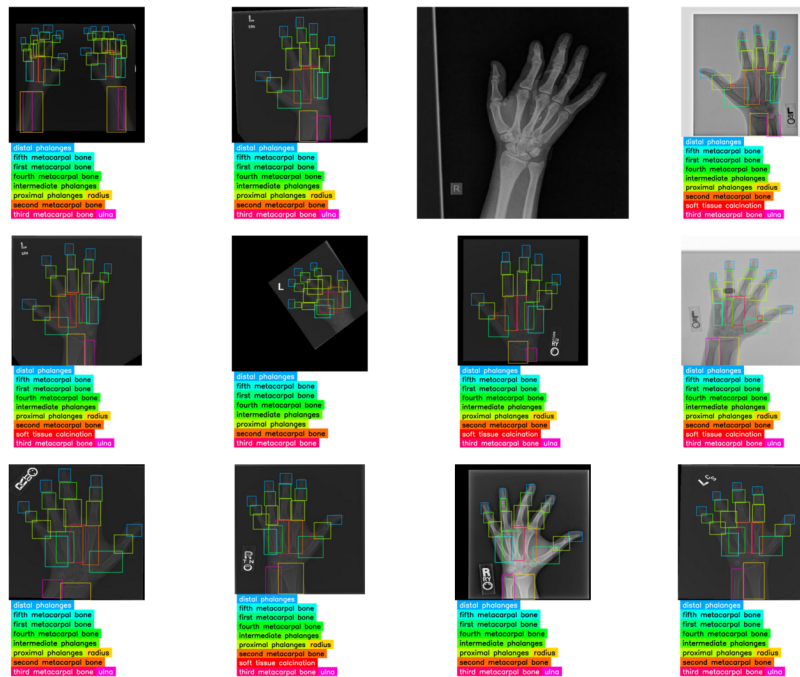 distal phalanges
fifth metacarpal bone
first metacarpal bone
fourth metacarpal bone
intermediate phalanges
proximal phalanges radius
second metacarpal bone
third metacarpal bone ulna
L
distal phalanges
fifth metacarpal bone
first metacarpal bone
fourth metacarpal bone
intermediate phalanges
proximal phalanges radius
second metacarpal bone
third metacarpal bone ulna
R
distal phalanges
fifth metacarpal bone
first metacarpal bone
fourth metacarpal bone
intermediate phalanges
proximal phalanges radius
second metacarpal bone
soft tissue calcination
third metacarpal bone ulna
L
distal phalanges
fifth metacarpal bone
first metacarpal bone
fourth metacarpal bone
intermediate phalanges
proximal phalanges radius
second metacarpal bone
soft tissue calcination
third metacarpal bone ulna
L
distal phalanges
fifth metacarpal bone
first metacarpal bone
fourth metacarpal bone
intermediate phalanges
proximal phalanges
second metacarpal bone
third metacarpal bone
distal phalanges
fifth metacarpal bone
first metacarpal bone
fourth metacarpal bone
intermediate phalanges
proximal phalanges radius
second metacarpal bone
soft tissue calcination
third metacarpal bone ulna
distal phalanges
fifth metacarpal bone
first metacarpal bone
fourth metacarpal bone
intermediate phalanges
proximal phalanges radius
second metacarpal bone
third metacarpal bone ulna
distal phalanges
fifth metacarpal bone
first metacarpal bone
fourth metacarpal bone
intermediate phalanges
proximal phalanges radius
second metacarpal bone
third metacarpal bone ulna
distal phalanges
fifth metacarpal bone
first metacarpal bone
fourth metacarpal bone
intermediate phalanges
proximal phalanges radius
second metacarpal bone
soft tissue calcination
third metacarpal bone ulna
R
distal phalanges
fifth metacarpal bone
first metacarpal bone
fourth metacarpal bone
intermediate phalanges
proximal phalanges radius
second metacarpal bone
third metacarpal bone ulna
L
distal phalanges
fifth metacarpal bone
first metacarpal bone
fourth metacarpal bone
intermediate phalanges
proximal phalanges radius
second metacarpal bone
third metacarpal bone ulna